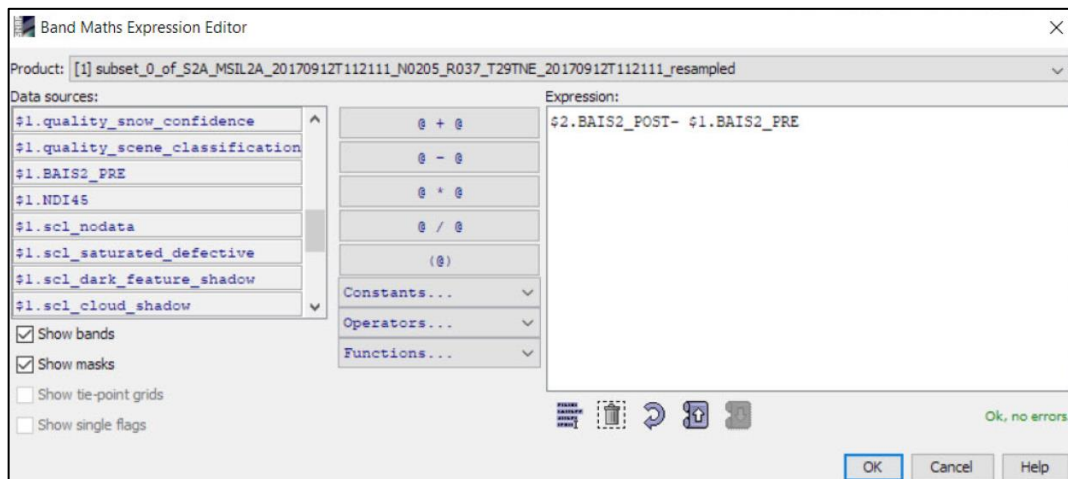 Band Maths Expression Editor
Product: [1] subset_0_of_S2A_MSIL2A_20170912T112111_N0205_R037_T29TNE_20170912T112111_resampled
Data sources:
$1.quality_snow_confidence
$1.quality_scene_classification
$1.BAIS2_PRE
$1.NDI45
$1.scl_nodata
$1.scl_saturated_defective
$1.scl_dark_feature_shadow
$1.scl_cloud_shadow
Show bands
Show masks
Show tie-point grids
Show single flags
@ + @
@ - @
@ * @
@ / @
(@)
Constants...
Operators...
Functions...
Expression:
$2.BAIS2_POST- $1.BAIS2_PRE
Ok, no errors.
OK Cancel Help